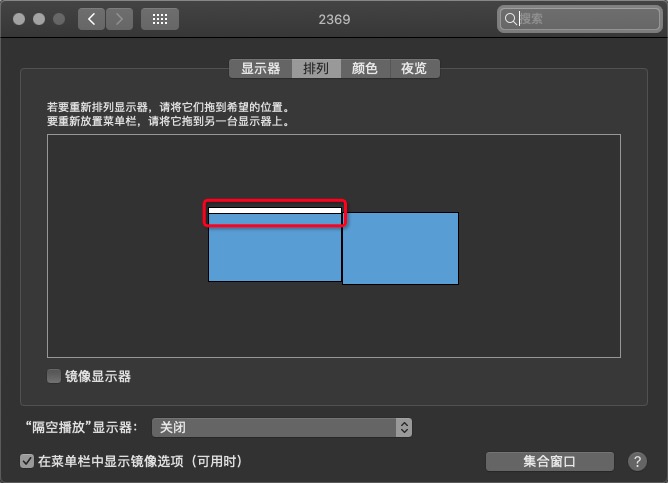 2369
搜索
显示器 排列 颜色 夜览
若要重新排列显示器，请将它们拖到希望的位置。
要重新放置菜单栏，请将它拖到另一台显示器上。
镜像显示器
“隔空播放”显示器： 关闭
在菜单栏中显示镜像选项（可用时） 集合窗口 ?